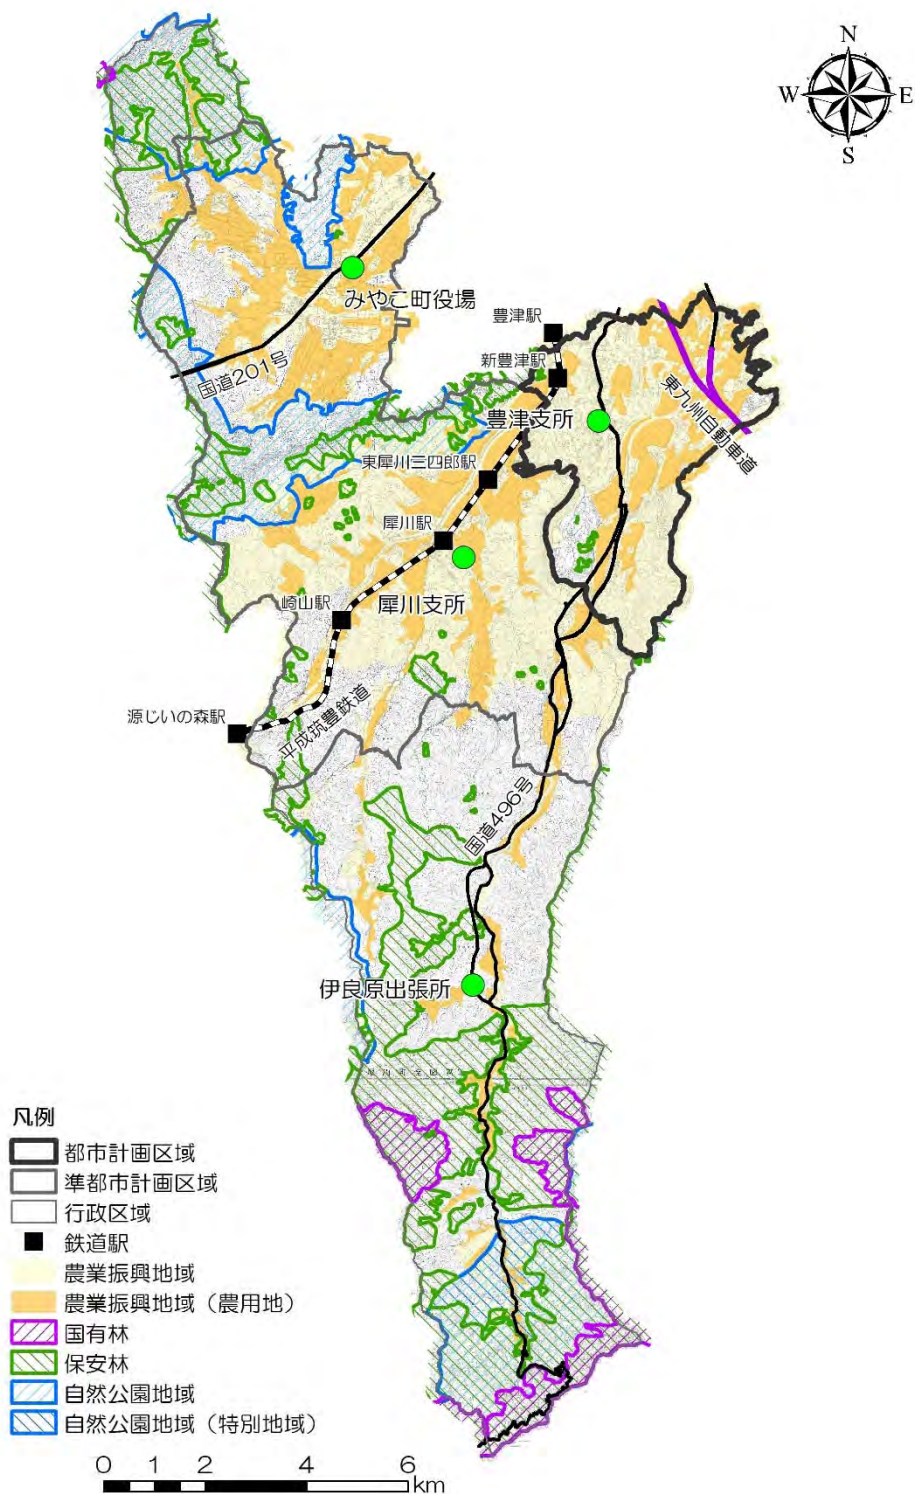 N
W
E
S
みやこ町役場
国道201号
豊津駅
新豊津駅
豊津支所
東九州自動車道
東犀川三四郎駅
犀川駅
犀川支所
崎山駅
源じいの森駅
平成筑豊鉄道
国道496号
伊良原出張所
凡例
都市計画区域
準都市計画区域
行政区域
鉄道駅
農業振興地域
農業振興地域（農用地）
国有林
保安林
自然公園地域
自然公園地域（特別地域）
0 1 2 4 6
km